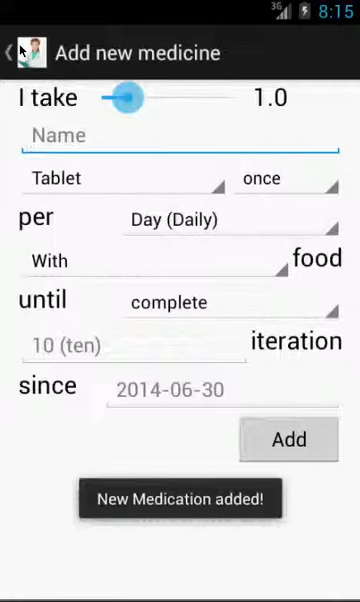 3G 8:15
Add new medicine
I take 1.0
Name
Tablet once
per Day (Daily)
With food
until complete
10 (ten) iteration
since 2014-06-30
Add
New Medication added!